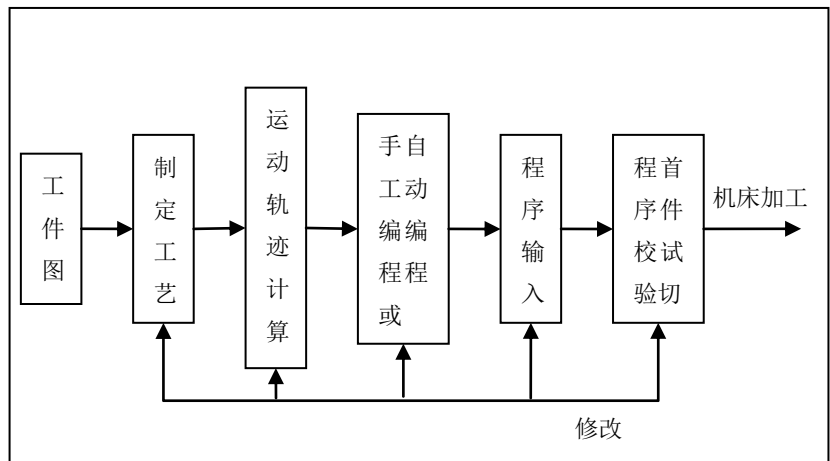 工件图
制定工艺
运动轨迹计算
手工编程或
自动编程
程序输入
程序校验
首件试切
机床加工
修改